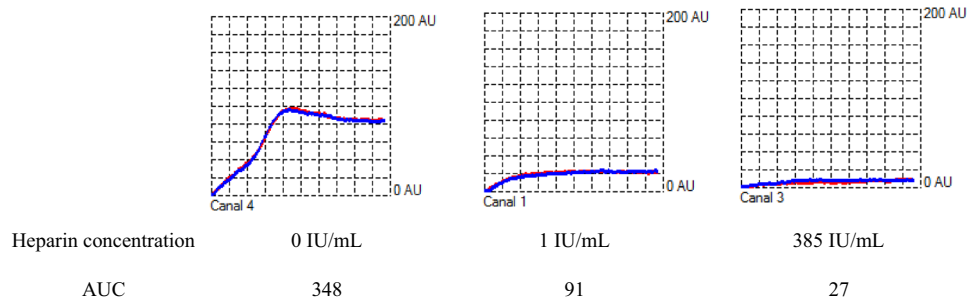 200 AU
0 AU
Canal 4
200 AU
0 AU
Canal 1
200 AU
0 AU
Canal 3
Heparin concentration 0 IU/mL 1 IU/mL 385 IU/mL
AUC 348 91 27